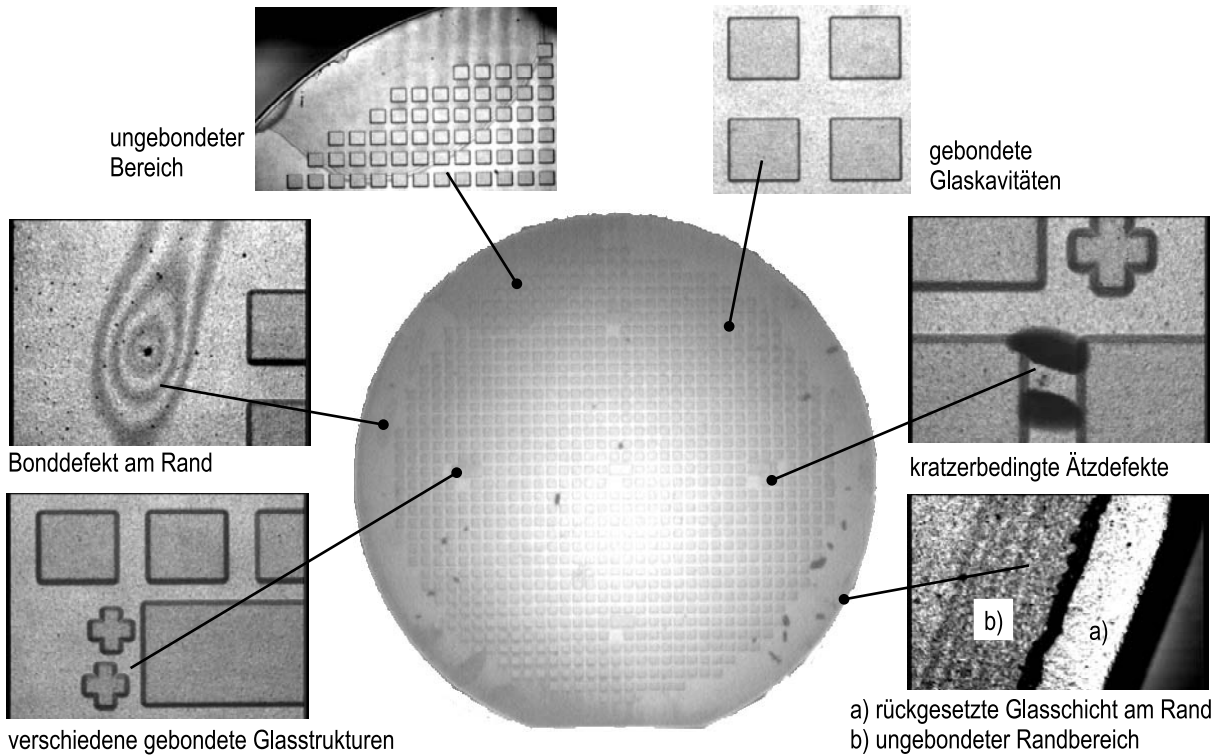 ungebondeter
Bereich
gebondete
Glaskavitäten
Bonddefekt am Rand
kratzerbedingte Ätzdefekte
b)
a)
verschiedene gebondete Glasstrukturen
a) rückgesetzte Glasschicht am Rand
b) ungebondeter Randbereich